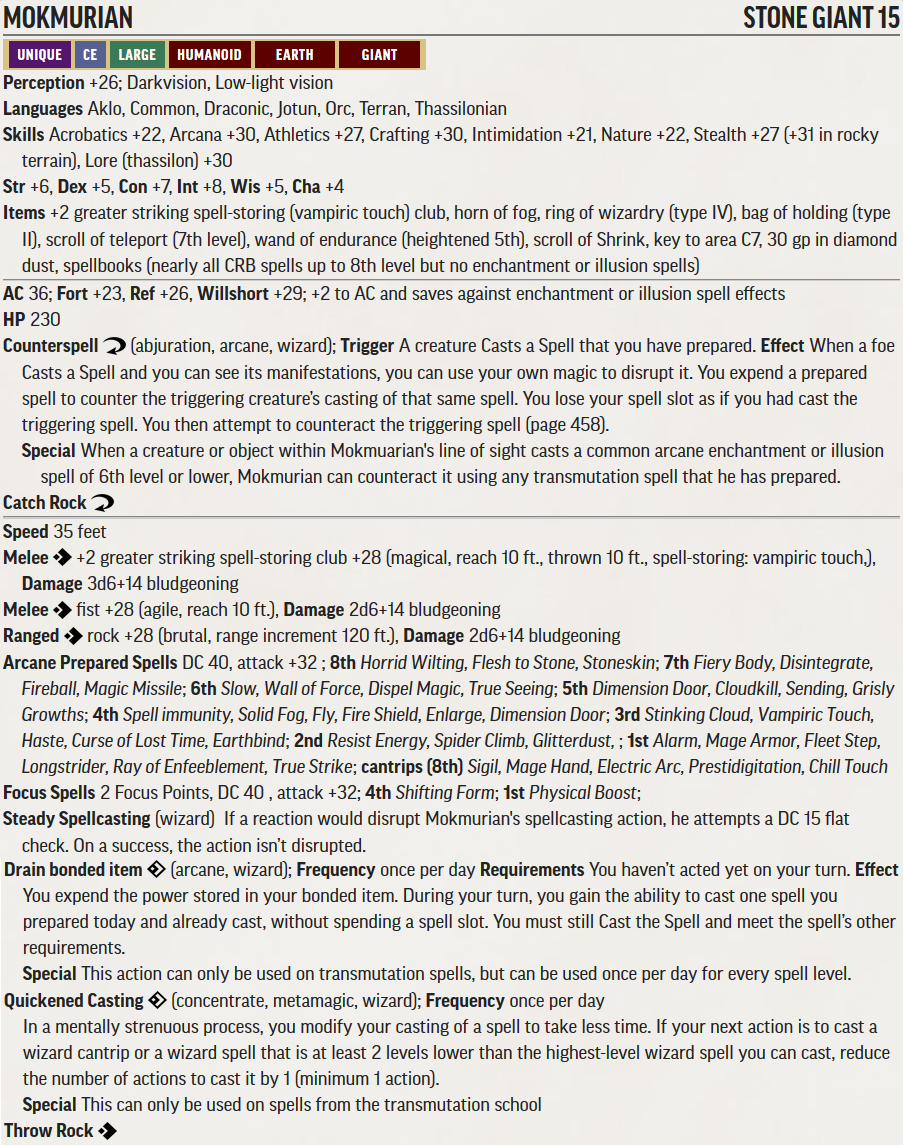 MOKMURIAN STONE GIANT 15
UNIQUE CE LARGE HUMANOID EARTH GIANT
Perception +26; Darkvision, Low-light vision
Languages Aklo, Common, Draconic, Jotun, Orc, Terran, Thassilonian
Skills Acrobatics +22, Arcana +30, Athletics +27, Crafting +30, Intimidation +21, Nature +22, Stealth +27 (+31 in rocky
terrain), Lore (thassilon) +30
Str +6, Dex +5, Con +7, Int +8, Wis +5, Cha +4
Items +2 greater striking spell-storing (vampiric touch) club, horn of fog, ring of wizardry (type IV), bag of holding (type
II), scroll of teleport (7th level), wand of endurance (heightened 5th), scroll of Shrink, key to area C7, 30 gp in diamond
dust, spellbooks (nearly all CRB spells up to 8th level but no enchantment or illusion spells)
AC 36; Fort +23, Ref +26, Willshort +29; +2 to AC and saves against enchantment or illusion spell effects
HP 230
Counterspell (abjuration, arcane, wizard); Trigger A creature Casts a Spell that you have prepared. Effect When a foe
Casts a Spell and you can see its manifestations, you can use your own magic to disrupt it. You expend a prepared
spell to counter the triggering creature's casting of that same spell. You lose your spell slot as if you had cast the
triggering spell. You then attempt to counteract the triggering spell (page 458).
Special When a creature or object within Mokmuarian's line of sight casts a common arcane enchantment or illusion
spell of 6th level or lower, Mokmurian can counteract it using any transmutation spell that he has prepared.
Catch Rock
Speed 35 feet
Melee +2 greater striking spell-storing club +28 (magical, reach 10 ft., thrown 10 ft., spell-storing: vampiric touch,),
Damage 3d6+14 bludgeoning
Melee fist +28 (agile, reach 10 ft.), Damage 2d6+14 bludgeoning
Ranged rock +28 (brutal, range increment 120 ft.), Damage 2d6+14 bludgeoning
Arcane Prepared Spells DC 40, attack +32 ; 8th Horrid Wilting, Flesh to Stone, Stoneskin; 7th Fiery Body, Disintegrate,
Fireball, Magic Missile; 6th Slow, Wall of Force, Dispel Magic, True Seeing; 5th Dimension Door, Cloudkill, Sending, Grisly
Growths; 4th Spell immunity, Solid Fog, Fly, Fire Shield, Enlarge, Dimension Door; 3rd Stinking Cloud, Vampiric Touch,
Haste, Curse of Lost Time, Earthbind; 2nd Resist Energy, Spider Climb, Glitterdust, ; 1st Alarm, Mage Armor, Fleet Step,
Longstrider, Ray of Enfeeblement, True Strike; cantrips (8th) Sigil, Mage Hand, Electric Arc, Prestidigitation, Chill Touch
Focus Spells 2 Focus Points, DC 40 , attack +32; 4th Shifting Form; 1st Physical Boost;
Steady Spellcasting (wizard) If a reaction would disrupt Mokmurian's spellcasting action, he attempts a DC 15 flat
check. On a success, the action isn't disrupted.
Drain bonded item (arcane, wizard); Frequency once per day Requirements You haven't acted yet on your turn. Effect
You expend the power stored in your bonded item. During your turn, you gain the ability to cast one spell you
prepared today and already cast, without spending a spell slot. You must still Cast the Spell and meet the spell's other
requirements.
Special This action can only be used on transmutation spells, but can be used once per day for every spell level.
Quickened Casting (concentrate, metamagic, wizard); Frequency once per day
In a mentally strenuous process, you modify your casting of a spell to take less time. If your next action is to cast a
wizard cantrip or a wizard spell that is at least 2 levels lower than the highest-level wizard spell you can cast, reduce
the number of actions to cast it by 1 (minimum 1 action).
Special This can only be used on spells from the transmutation school
Throw Rock